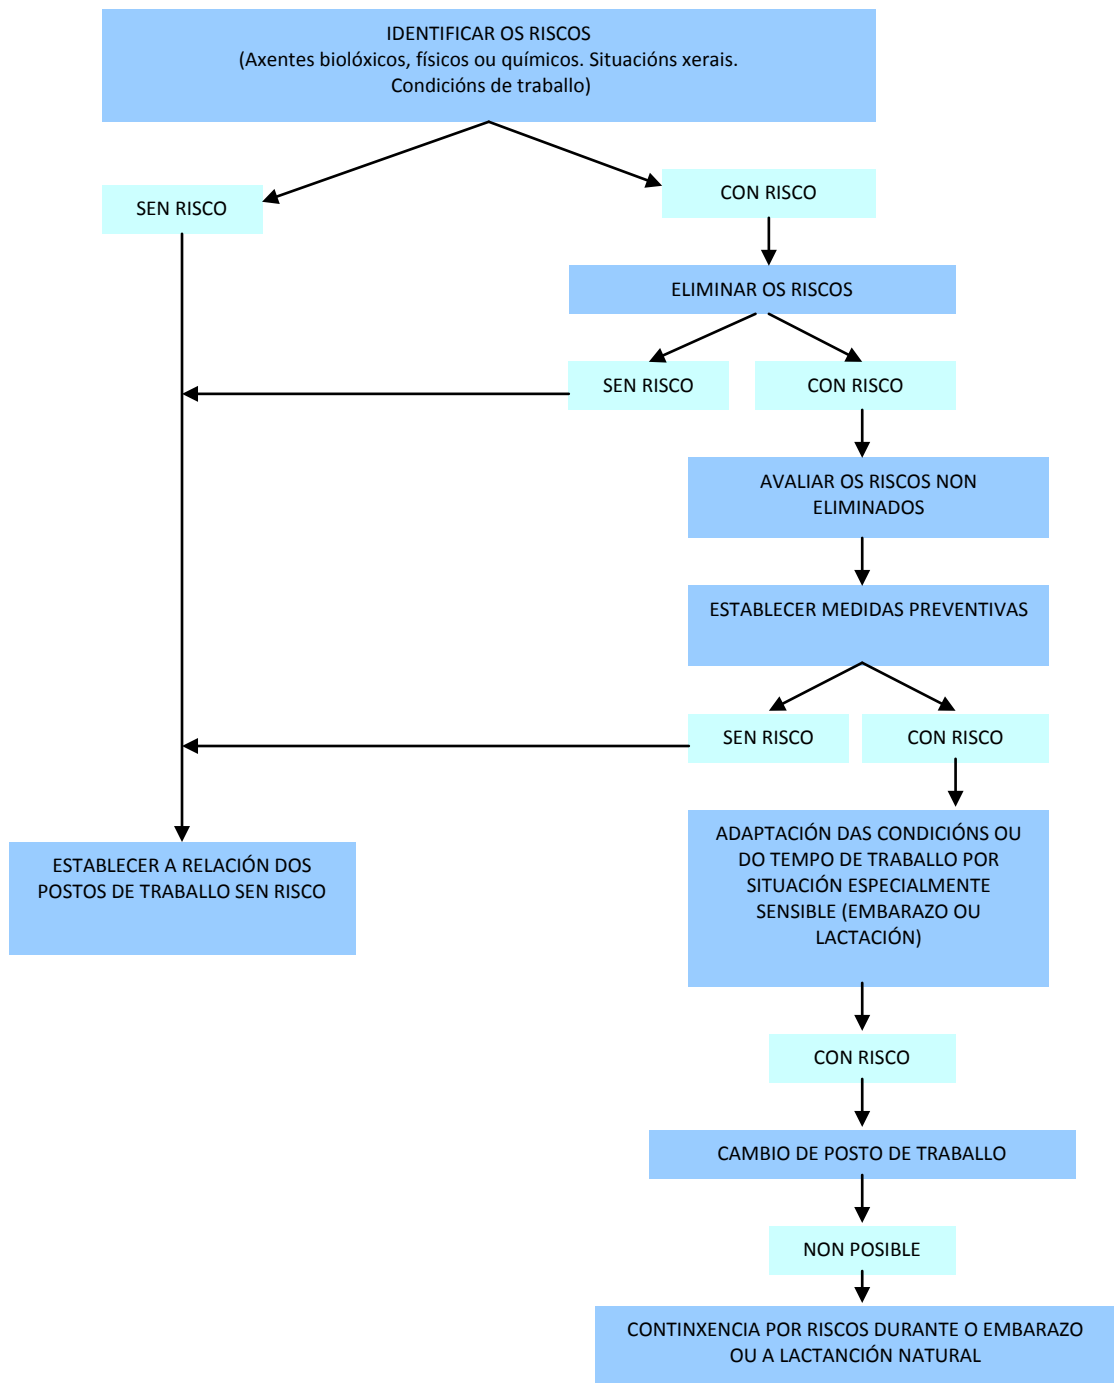 IDENTIFICAR OS RISCOS
(Axentes biolóxicos, físicos ou químicos. Situacións xerais.
Condicións de traballo)
SEN RISCO
CON RISCO
ELIMINAR OS RISCOS
SEN RISCO
CON RISCO
AVALIAR OS RISCOS NON
ELIMINADOS
ESTABLECER MEDIDAS PREVENTIVAS
SEN RISCO
CON RISCO
ESTABLECER A RELACIÓN DOS
POSTOS DE TRABALLO SEN RISCO
ADAPTACIÓN DAS CONDICIÓNS OU
DO TEMPO DE TRABALLO POR
SITUACIÓN ESPECIALMENTE
SENSIBLE (EMBARAZO OU
LACTACIÓN)
CON RISCO
CAMBIO DE POSTO DE TRABALLO
NON POSIBLE
CONTINXENCIA POR RISCOS DURANTE O EMBARAZO
OU A LACTANCIÓN NATURAL